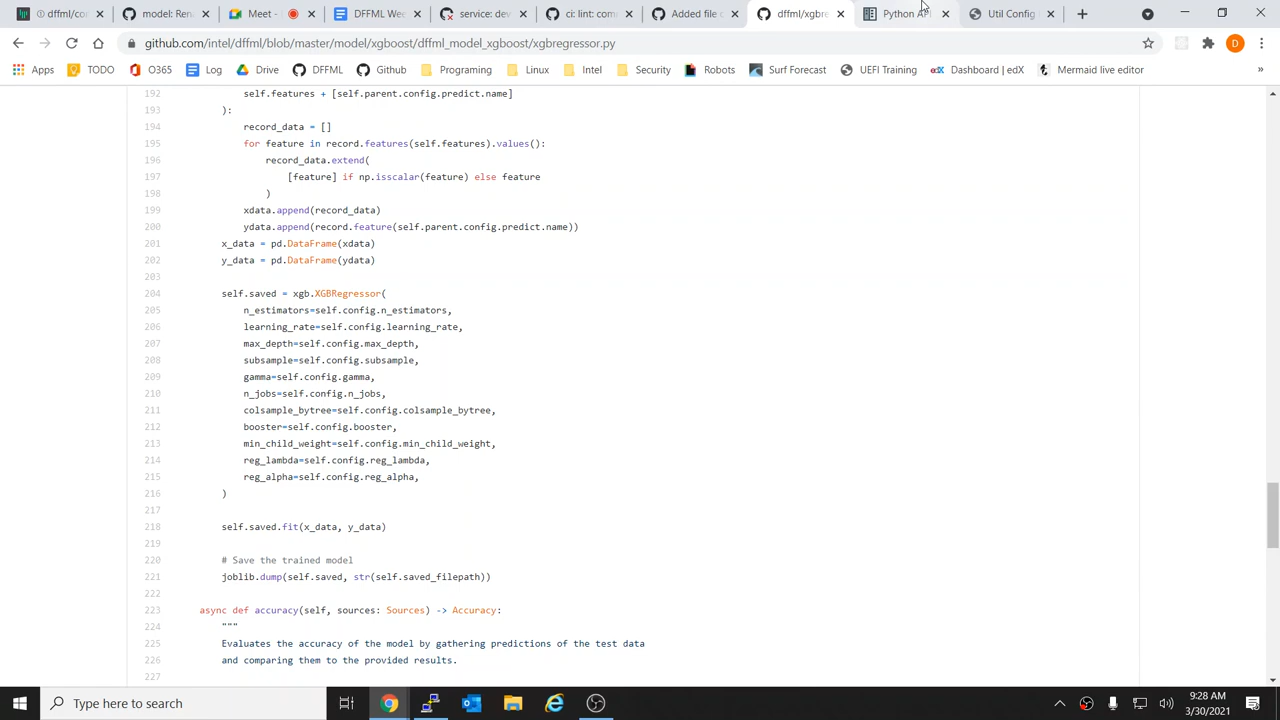 ① dffml/co
model: Re
Meet -
DFFML We
service: de
ci: lint: com
Added file
dffml/xgbr
Python A
Util Config
github.com/intel/dffml/blob/master/model/xgboost/dffml_model_xgboost/xgbregressor.py
D
Apps TODO O365 Log Drive DFFML Github Programing Linux Intel Security Robots Surf Forecast UEFI Training edX Dashboard | edX Mermaid live editor »
192 self.features + [self.parent.config.predict.name]
193 ):
194 record_data = []
195 for feature in record.features(self.features).values():
196 record_data.extend(
197 [feature] if np.isscalar(feature) else feature
198 )
199 xdata.append(record_data)
200 ydata.append(record.feature(self.parent.config.predict.name))
201 x_data = pd.DataFrame(xdata)
202 y_data = pd.DataFrame(ydata)
203
204 self.saved = xgb.XGBRegressor(
205 n_estimators=self.config.n_estimators,
206 learning_rate=self.config.learning_rate,
207 max_depth=self.config.max_depth,
208 subsample=self.config.subsample,
209 gamma=self.config.gamma,
210 n_jobs=self.config.n_jobs,
211 colsample_bytree=self.config.colsample_bytree,
212 booster=self.config.booster,
213 min_child_weight=self.config.min_child_weight,
214 reg_lambda=self.config.reg_lambda,
215 reg_alpha=self.config.reg_alpha,
216 )
217
218 self.saved.fit(x_data, y_data)
219
220 # Save the trained model
221 joblib.dump(self.saved, str(self.saved_filepath))
222
223 async def accuracy(self, sources: Sources) -> Accuracy:
224 """
225 Evaluates the accuracy of the model by gathering predictions of the test data
226 and comparing them to the provided results.
227
Type here to search
9:28 AM
3/30/2021